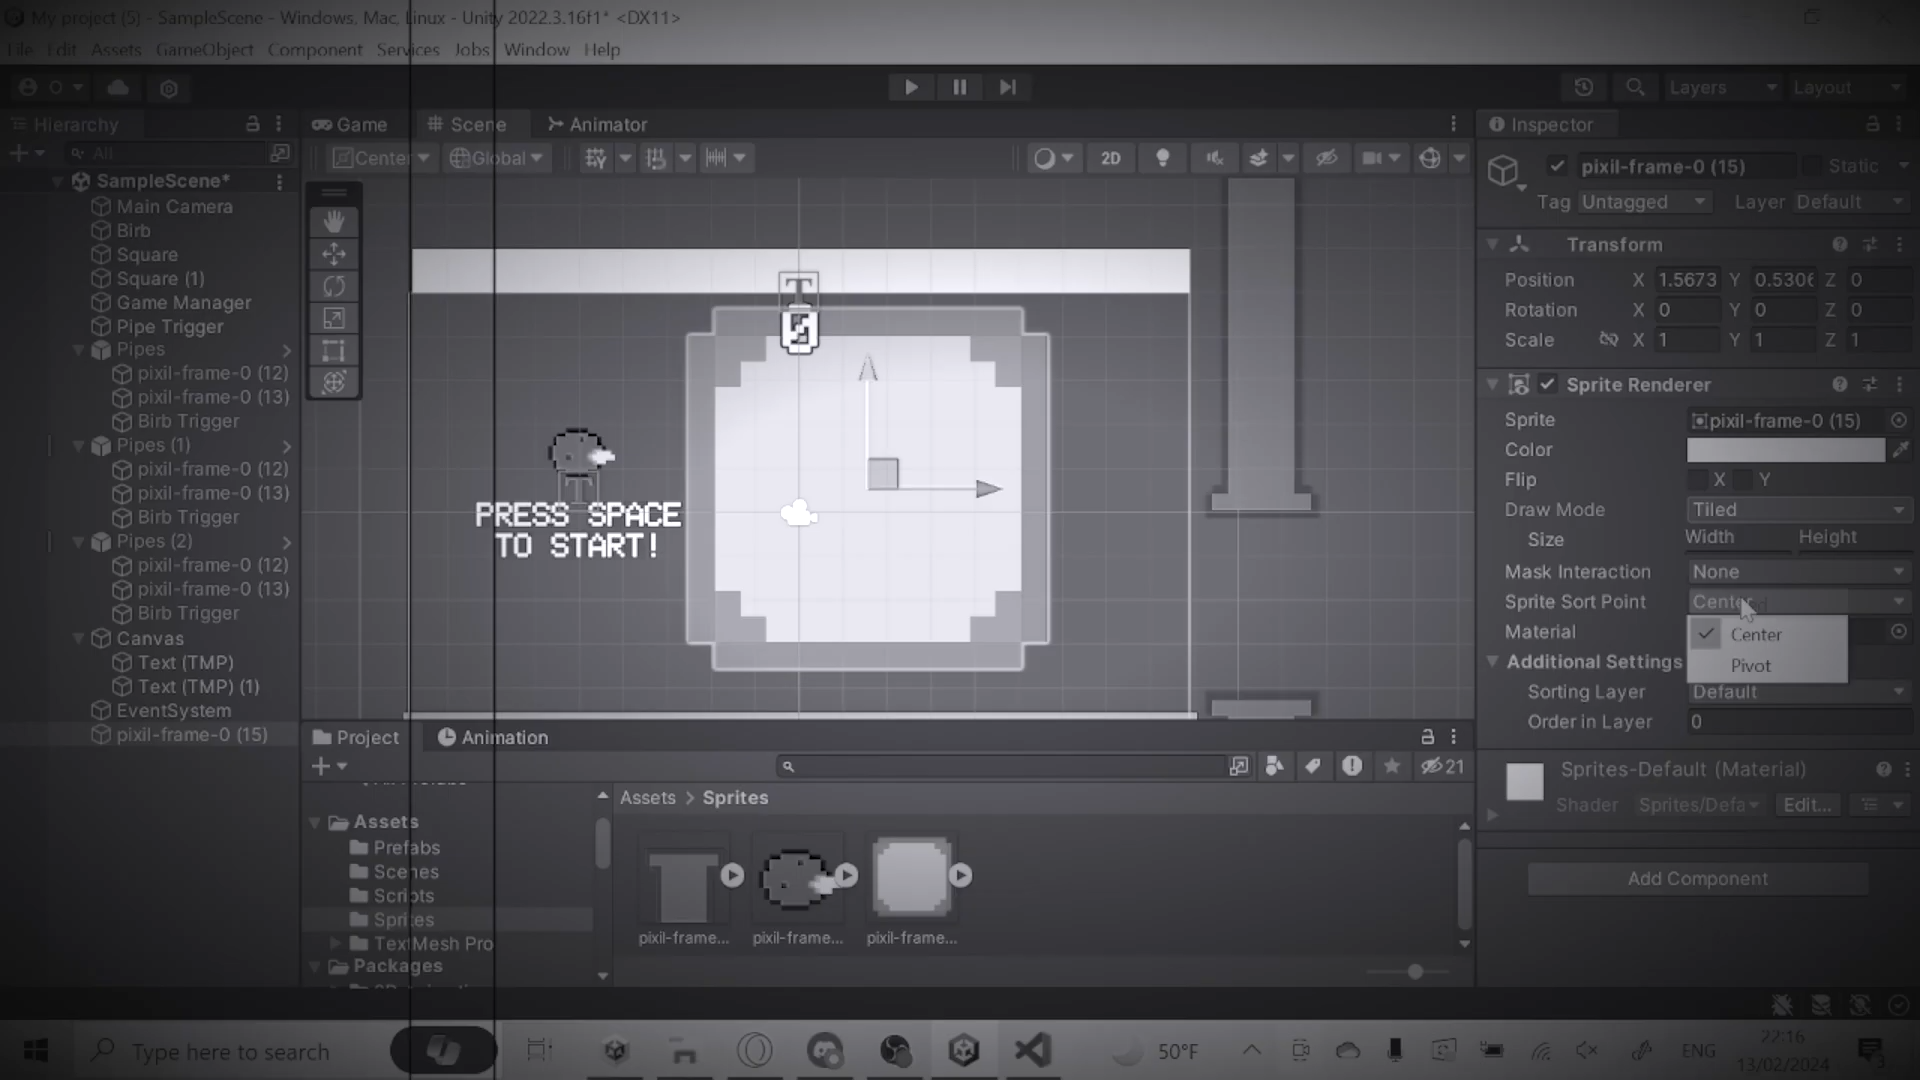 My project (5) - SampleScene - Windows, Mac, Linux - Unity 2022.3.16f1* <DX11>
File Edit Assets GameObject Component Services Jobs Window Help
O
Layers
Layout
Hierarchy
Game
Scene
Animator
Inspector
All
Center
Global
2D
pixil-frame-0 (15)
Static
SampleScene*
Main Camera
Birb
Square
Square (1)
Game Manager
Pipe Trigger
Pipes
pixil-frame-0 (12)
pixil-frame-0 (13)
Birb Trigger
Pipes (1)
pixil-frame-0 (12)
pixil-frame-0 (13)
Birb Trigger
Pipes (2)
pixil-frame-0 (12)
pixil-frame-0 (13)
Birb Trigger
Canvas
Text (TMP)
Text (TMP) (1)
EventSystem
pixil-frame-0 (15)
T
0
PRESS SPACE
TO START!
Tag Untagged Layer Default
Transform
Position X 1.5673 Y 0.5306 Z 0
Rotation X 0 Y 0 Z 0
Scale X 1 Y 1 Z 1
Sprite Renderer
Sprite pixil-frame-0 (15)
Color
Flip X Y
Draw Mode Tiled
Size Width Height
Mask Interaction None
Sprite Sort Point Center
Material
Center
Pivot
Additional Settings
Sorting Layer Default
Order in Layer 0
Sprites-Default (Material)
Shader Sprites/Defa
Edit...
Add Component
Project
Animation
21
Assets
Prefabs
Scenes
Scripts
Sprites
TextMesh Pro
Packages
Assets > Sprites
pixil-frame...
pixil-frame...
pixil-frame...
Type here to search
50°F
ENG
22:16
13/02/2024
3